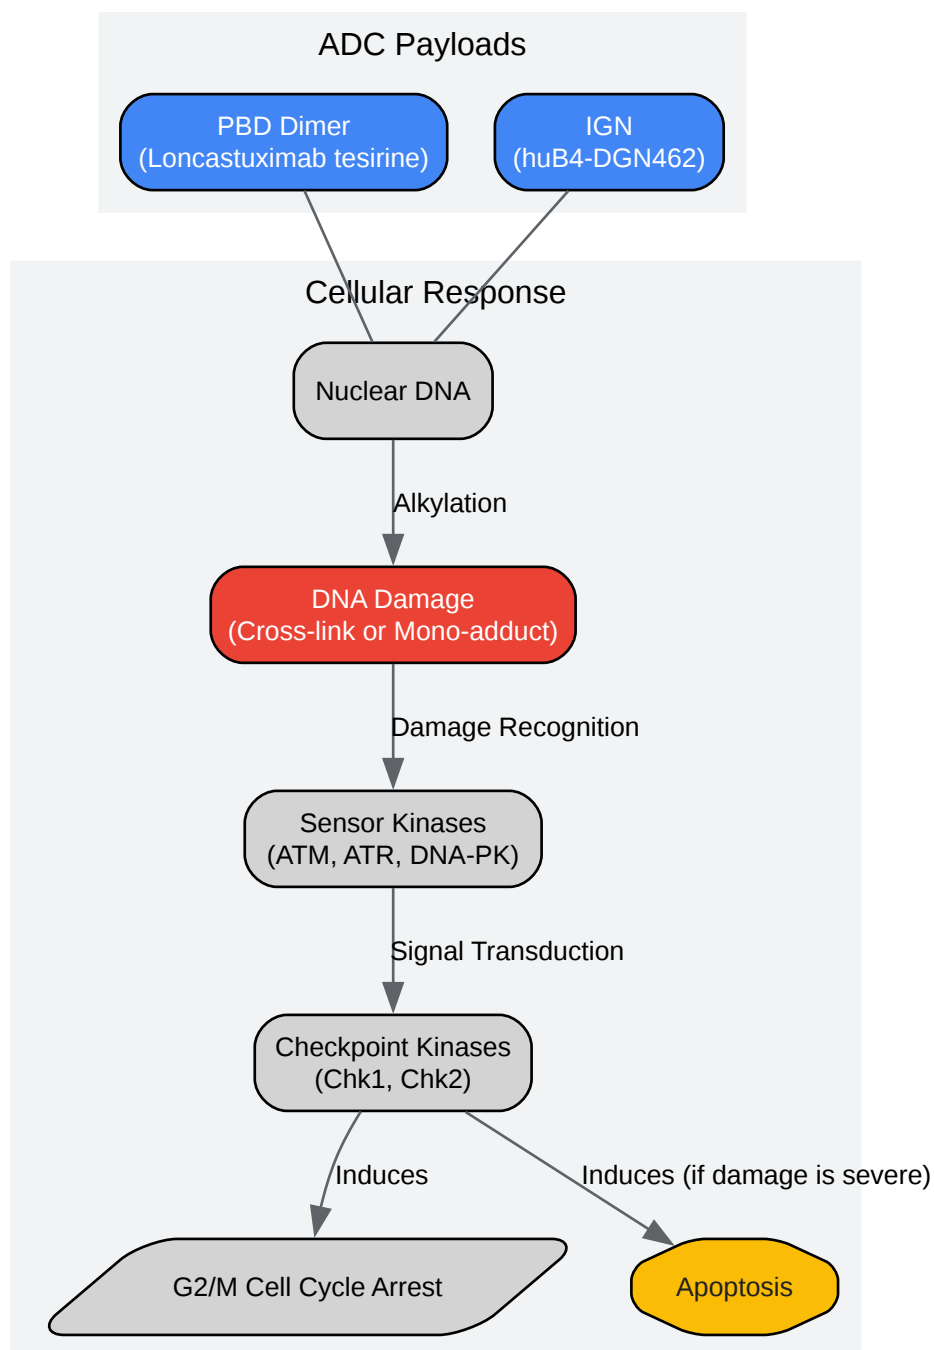 ADC Payloads
PBD Dimer
(Loncastuximab tesirine)
IGN
(huB4-DGN462)
Cellular Response
Nuclear DNA
Alkylation
DNA Damage
(Cross-link or Mono-adduct)
Damage Recognition
Sensor Kinases
(ATM, ATR, DNA-PK)
Signal Transduction
Checkpoint Kinases
(Chk1, Chk2)
Induces
Induces (if damage is severe)
G2/M Cell Cycle Arrest
Apoptosis